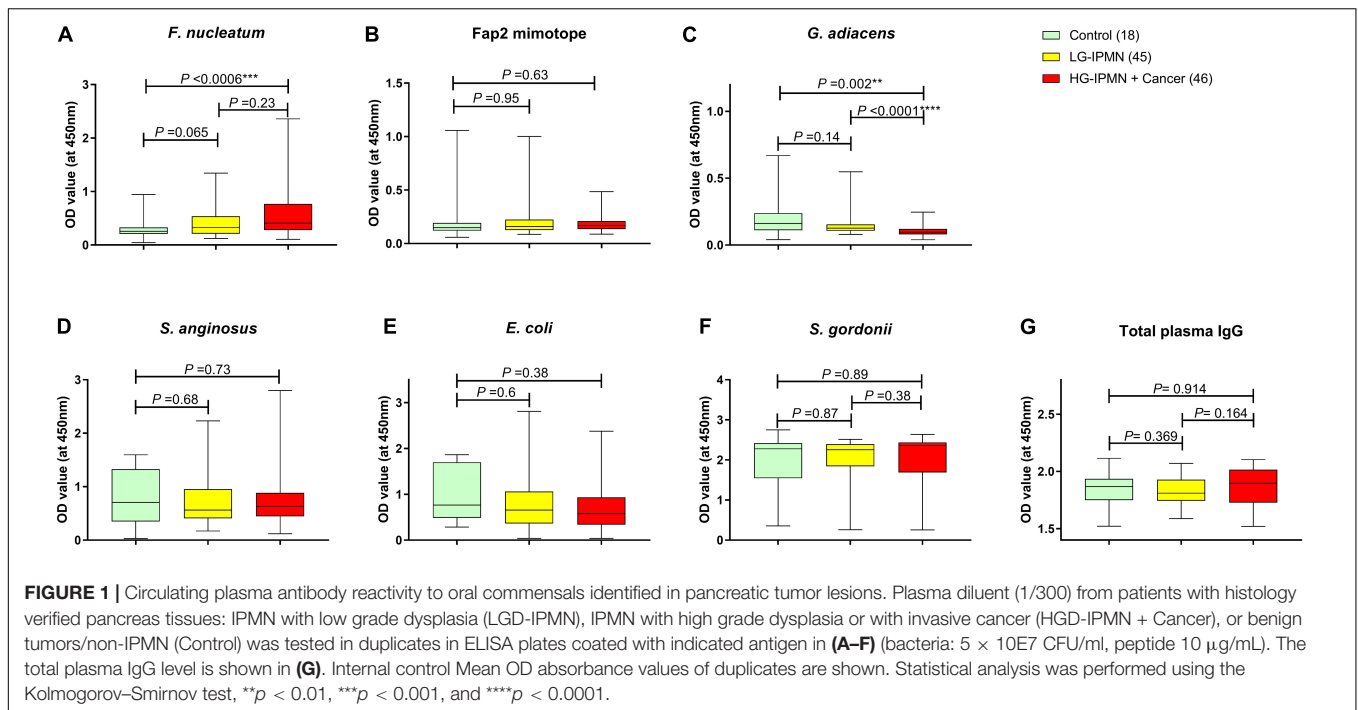 A
F. nucleatum
P <0.0006***
P =0.23
P =0.065
OD value (at 450nm)
3
2
1
0
B
Fap2 mimotope
P =0.63
P =0.95
OD value (at 450nm)
1.5
1.0
0.5
0.0
C
G. adiacens
P =0.002**
P <0.0001****
P =0.14
OD value (at 450nm)
1.0
0.5
0.0
Control (18)
LG-IPMN (45)
HG-IPMN + Cancer (46)
D
S. anginosus
P =0.73
P =0.68
OD value (at 450nm)
3
2
1
0
E
E. coli
P =0.38
P =0.6
OD value (at 450nm)
3
2
1
0
F
S. gordonii
P =0.89
P =0.38
P =0.87
OD value (at 450nm)
4
3
2
1
0
G
Total plasma IgG
P= 0.914
P= 0.164
P= 0.369
OD value (at 450nm)
2.5
2.0
1.5
FIGURE 1 | Circulating plasma antibody reactivity to oral commensals identified in pancreatic tumor lesions. Plasma diluent (1/300) from patients with histology
verified pancreas tissues: IPMN with low grade dysplasia (LGD-IPMN), IPMN with high grade dysplasia or with invasive cancer (HGD-IPMN + Cancer), or benign
tumors/non-IPMN (Control) was tested in duplicates in ELISA plates coated with indicated antigen in (A–F) (bacteria: 5 × 10E7 CFU/ml, peptide 10 μg/mL). The
total plasma IgG level is shown in (G). Internal control Mean OD absorbance values of duplicates are shown. Statistical analysis was performed using the
Kolmogorov–Smirnov test, **p < 0.01, ***p < 0.001, and ****p < 0.0001.